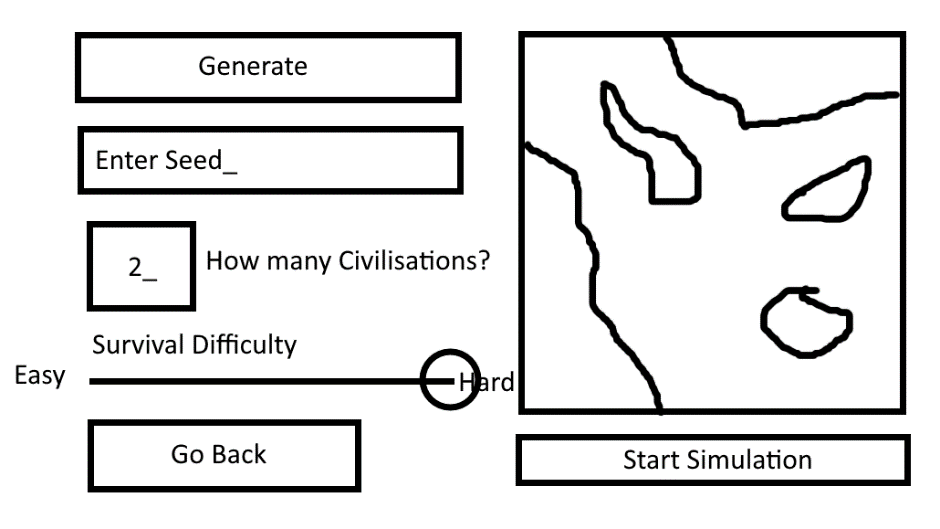 Generate
Enter Seed_
2_
How many Civilisations?
Survival Difficulty
Easy
Hard
Go Back
Start Simulation